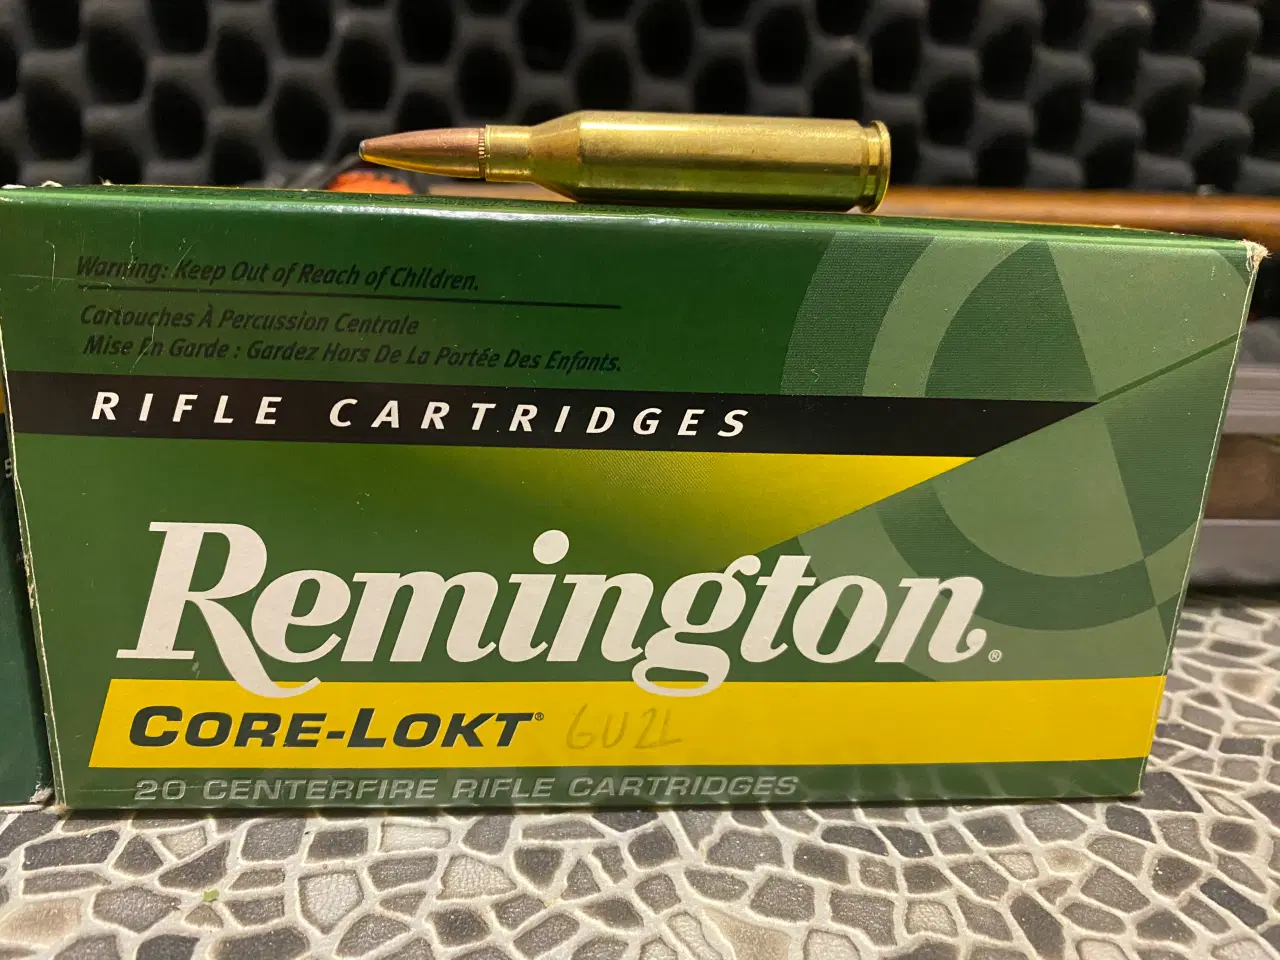 Warning: Keep Out of Reach of Children.
Cartouches À Percussion Centrale
Mise En Garde : Gardez Hors De La Portée Des Enfants.
RIFLE CARTRIDGES
Remington®
CORE-LOKT®
20 CENTERFIRE RIFLE CARTRIDGES